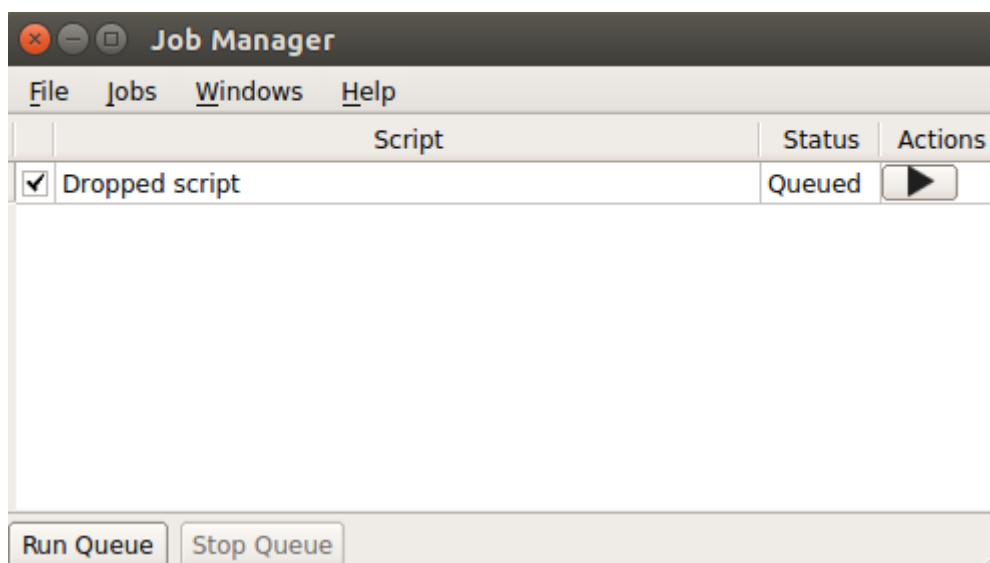 Job Manager
File Jobs Windows Help
Script Status Actions
Dropped script Queued
Run Queue Stop Queue